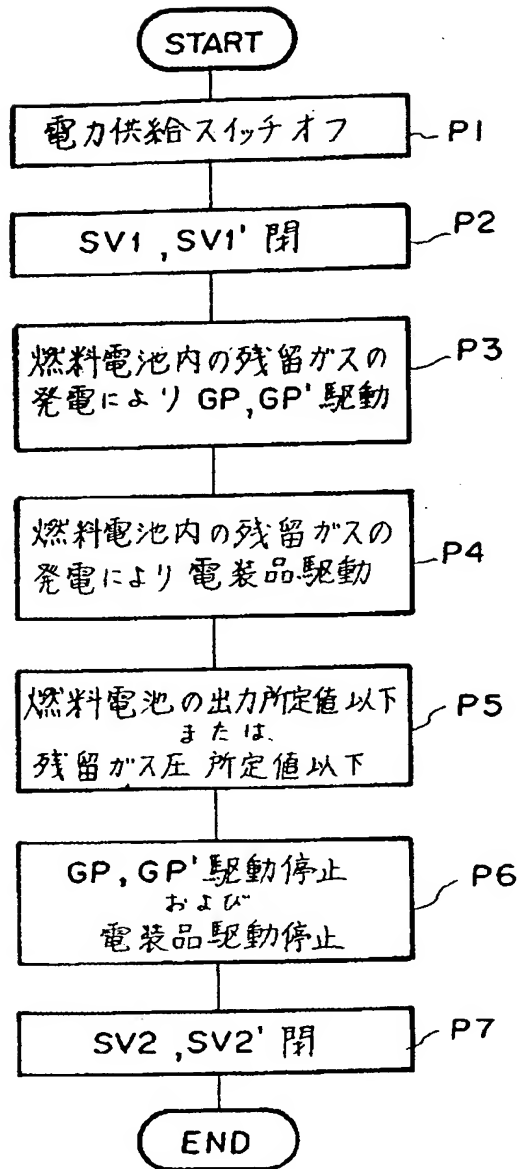 START
電力供給スイッチオフ
P1
SV1,SV1'閉
P2
燃料電池内の残留ガスの
発電によりGP,GP'駆動
P3
燃料電池内の残留ガスの
発電により電装品駆動
P4
燃料電池の出力所定値以下
または、
残留ガス圧 所定値以下
P5
GP,GP'駆動停止
および
電装品駆動停止
P6
SV2,SV2'閉
P7
END